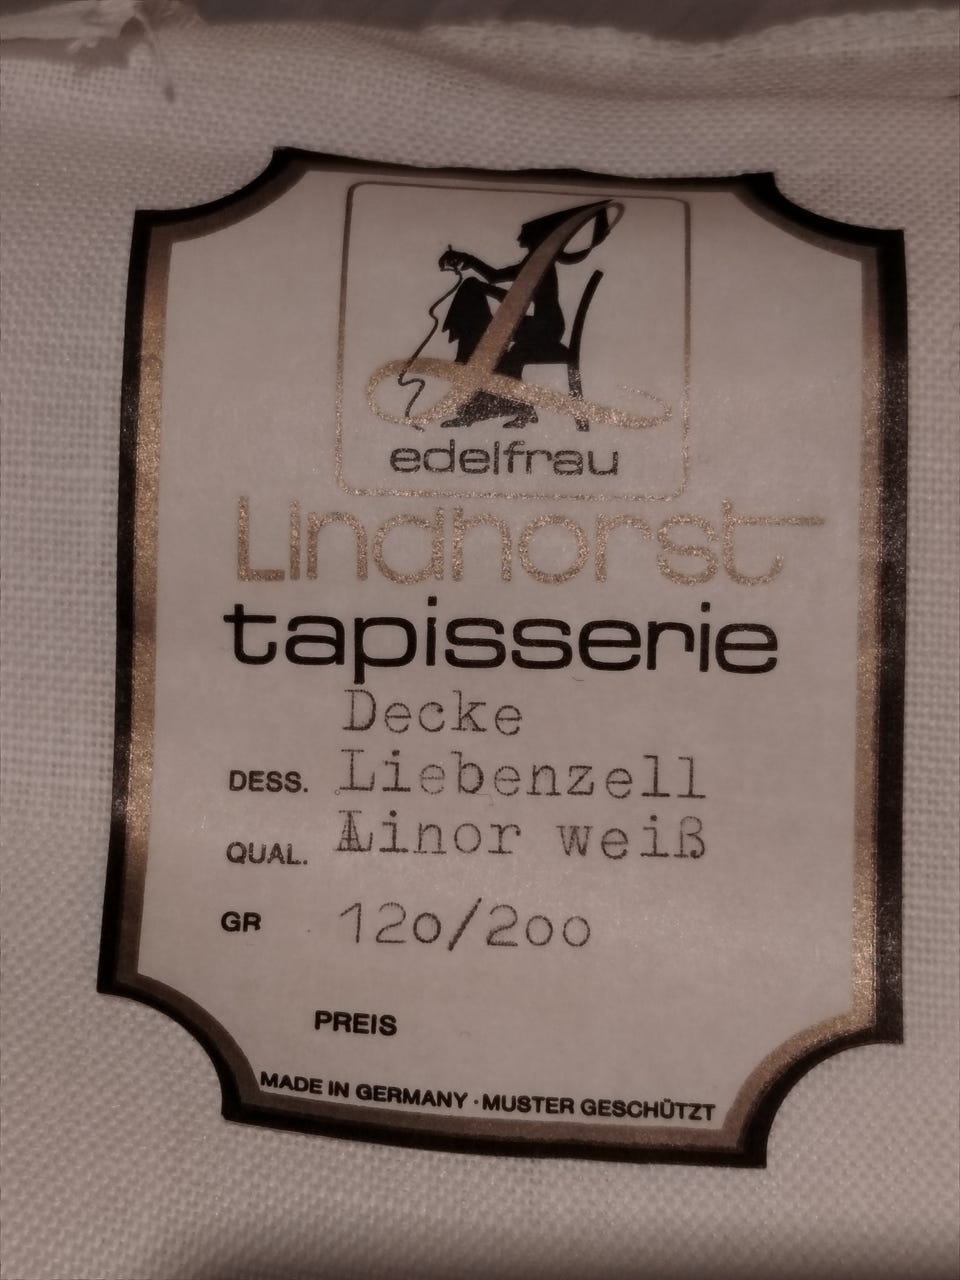 edelfrau
Lindhorst
tapisserie
Decke
DESS. Liebenzell
QUAL. Linor weiß
GR 120/200
PREIS
MADE IN GERMANY · MUSTER GESCHÜTZT